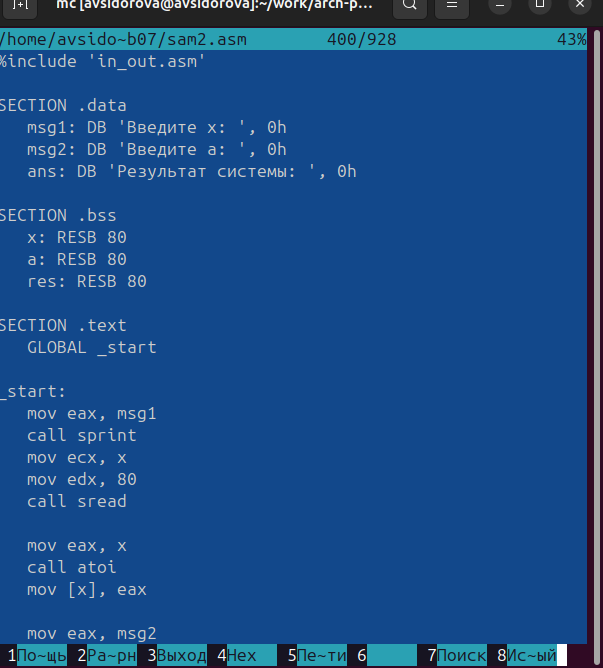 mc [avsidorova@avsidorova]:~/work/arch-p...
/home/avsido~b07/sam2.asm 400/928 43%
%include 'in_out.asm'
SECTION .data
msg1: DB 'Введите x: ', 0h
msg2: DB 'Введите a: ', 0h
ans: DB 'Результат системы: ', 0h
SECTION .bss
x: RESB 80
a: RESB 80
res: RESB 80
SECTION .text
GLOBAL _start
_start:
mov eax, msg1
call sprint
mov ecx, x
mov edx, 80
call sread
mov eax, x
call atoi
mov [x], eax
mov eax, msg2
1По~щь 2Ра~рн 3Выход 4Hex 5Пе~ти 6 7Поиск 8Ис~ый